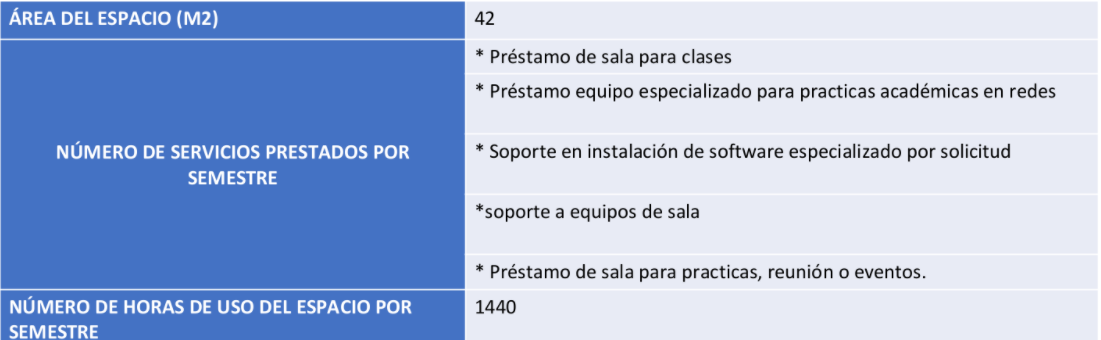 ÁREA DEL ESPACIO (M2)
42
NÚMERO DE SERVICIOS PRESTADOS POR
SEMESTRE
* Préstamo de sala para clases
* Préstamo equipo especializado para practicas académicas en redes
* Soporte en instalación de software especializado por solicitud
*soporte a equipos de sala
* Préstamo de sala para practicas, reunión o eventos.
NÚMERO DE HORAS DE USO DEL ESPACIO POR
SEMESTRE
1440